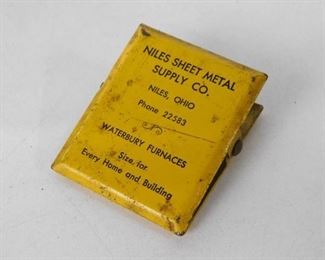 NILES SHEET METAL
SUPPLY CO.
NILES, OHIO
Phone 22583
WATERBURY FURNACES
Size for
Every Home and Building